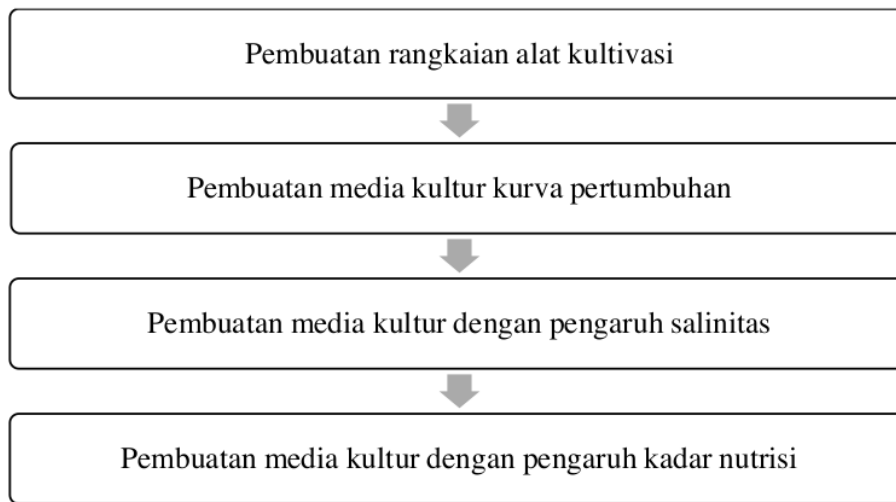 Pembuatan rangkaian alat kultivasi
Pembuatan media kultur kurva pertumbuhan
Pembuatan media kultur dengan pengaruh salinitas
Pembuatan media kultur dengan pengaruh kadar nutrisi